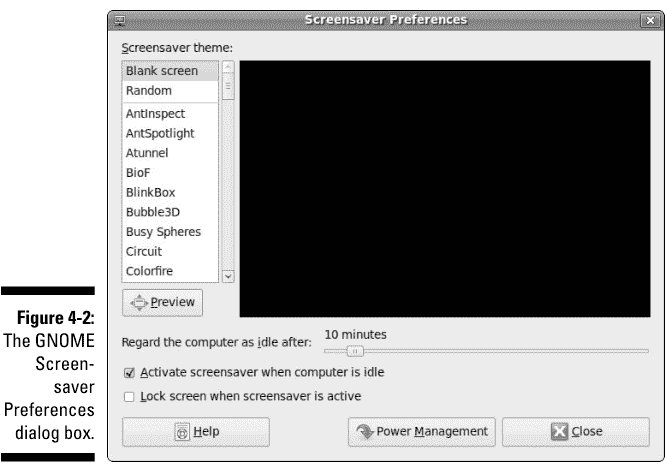 Screensaver Preferences
Screensaver theme:
Blank screen
Random
AntInspect
AntSpotlight
Atunnel
BioF
BlinkBox
Bubble3D
Busy Spheres
Circuit
Colorfire
Preview
Regard the computer as idle after:
10 minutes
Activate screensaver when computer is idle
Lock screen when screensaver is active
Help
Power Management
Close
Figure 4-2:
The GNOME
Screen-
saver
Preferences
dialog box.